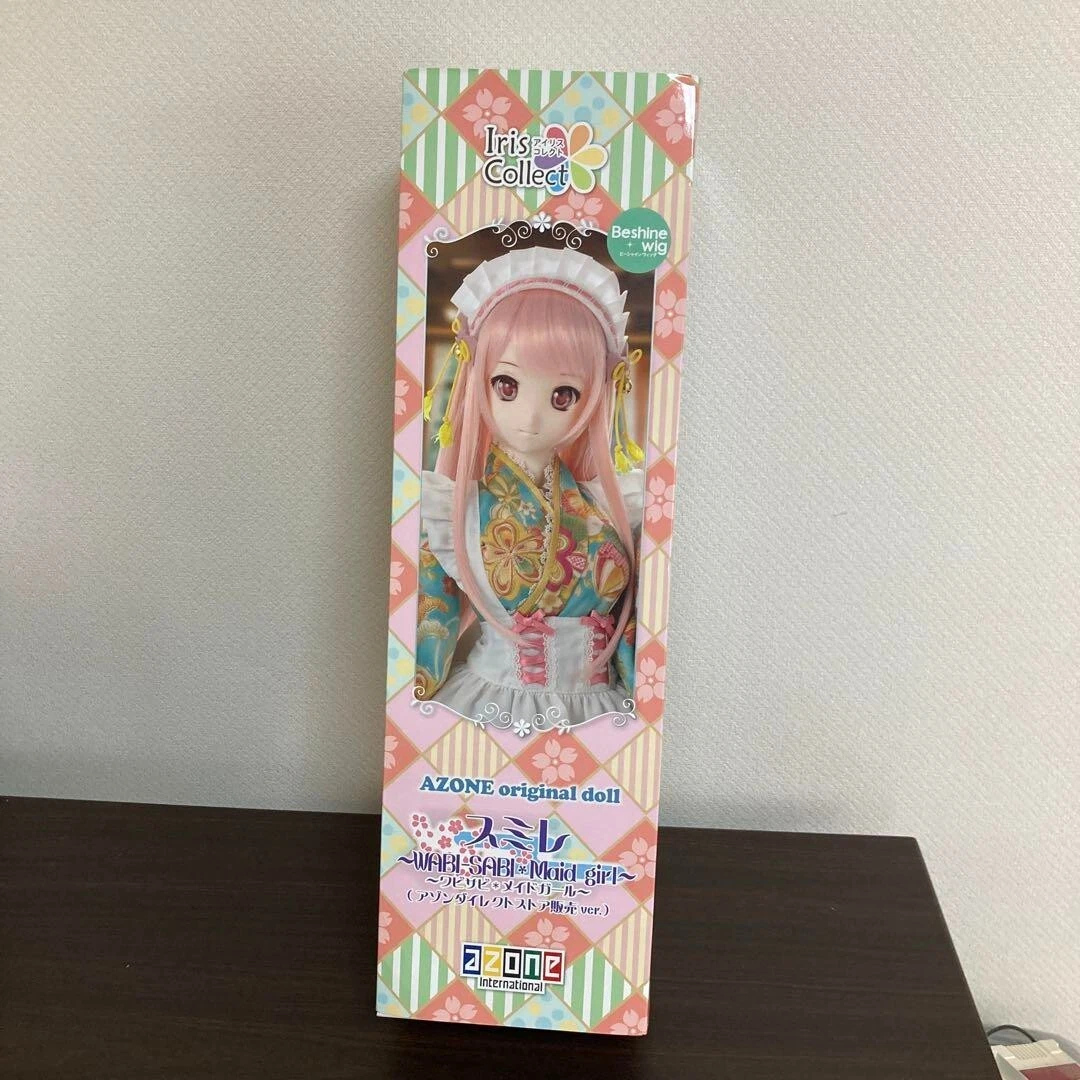 Iris アイリス
Collect コレクト
Beshine
wig
ビーシャインウィッグ
AZONE original doll
スミレ
~WABI-SABI*Maid girl~
~ワビサビ*メイドガール~
(アゾンダイレクトストア販売 ver.)
azone
International